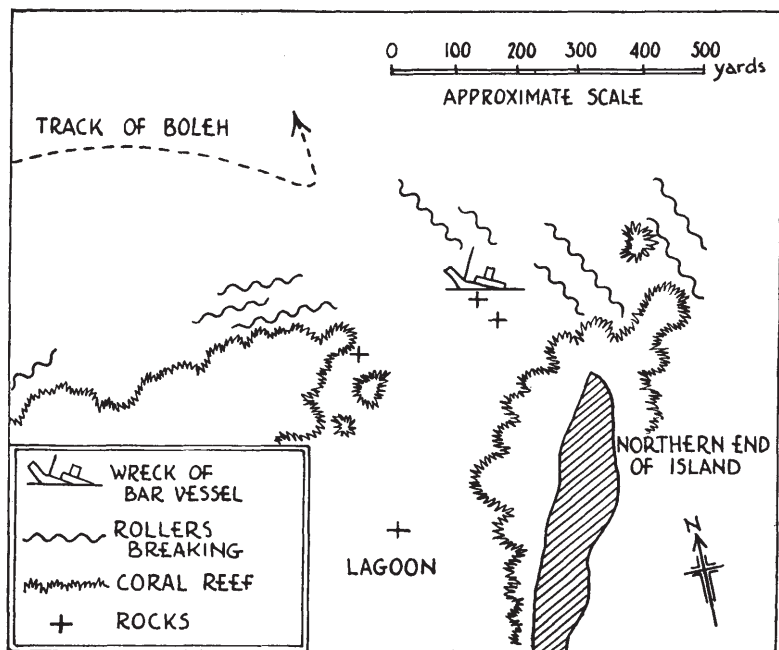 0 100 200 300 400 500
yards
APPROXIMATE SCALE
TRACK OF BOLEH
NORTHERN END
OF ISLAND
N
LAGOON
WRECK OF
BAR VESSEL
ROLLERS
BREAKING
CORAL REEF
ROCKS